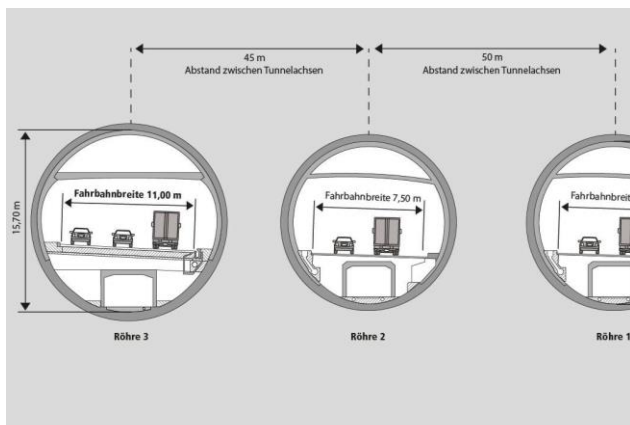 45 m
Abstand zwischen Tunnelachsen
50 m
Abstand zwischen Tunnelachsen
15,70 m
Fahrbahnbreite 11,00 m
Fahrbahnbreite 7,50 m
Fahrbahnbreit
Röhre 3
Röhre 2
Röhre 1